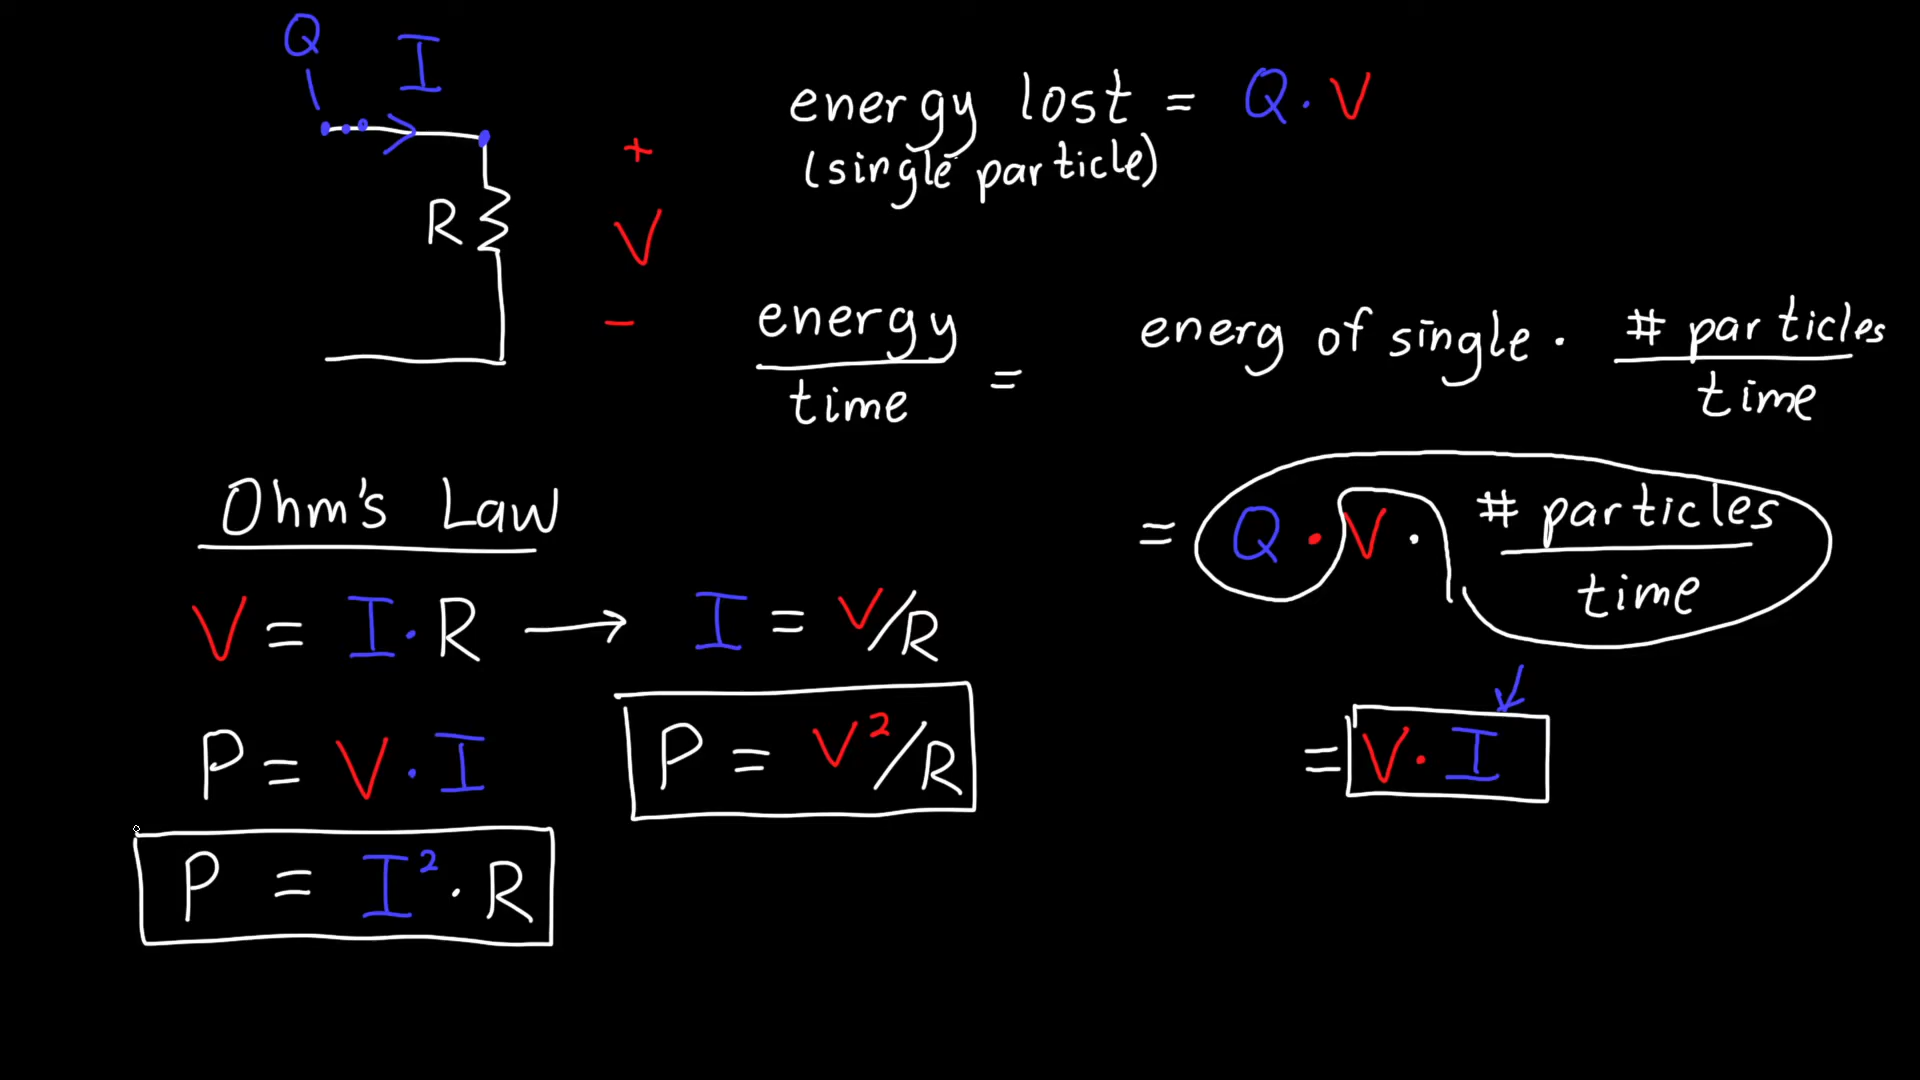 Q I
R
+
V
-
energy lost = Q · V
(single particle)
energy / time = energ of single · # particles / time
= Q · V · # particles / time
= V · I
Ohm's Law
V = I · R → I = V/R
P = V · I
P = V²/R
P = I² · R